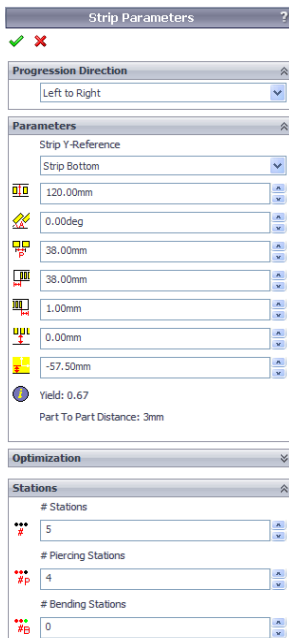 Strip Parameters ?
Progression Direction
Left to Right
Parameters
Strip Y-Reference
Strip Bottom
120.00mm
0.00deg
38.00mm
38.00mm
1.00mm
0.00mm
-57.50mm
Yield: 0.67
Part To Part Distance: 3mm
Optimization
Stations
# Stations
#
5
# Piercing Stations
#P
4
# Bending Stations
#B
0